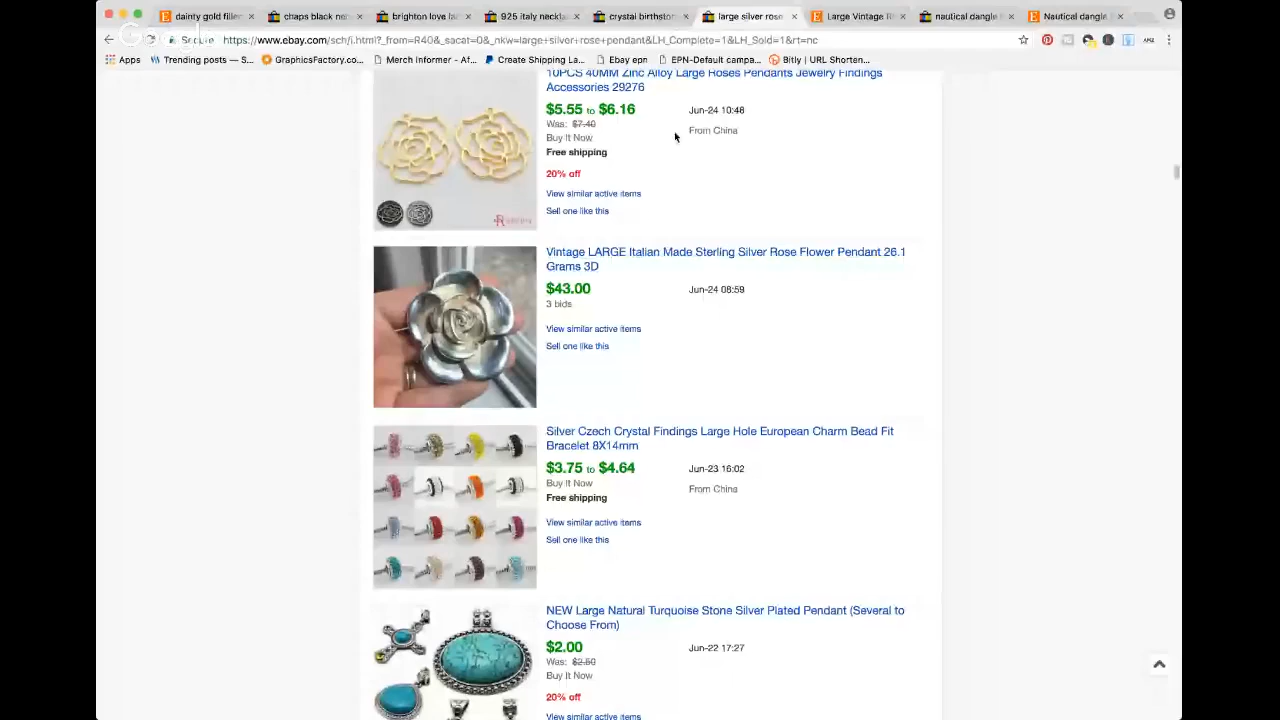 dainty gold filled
chaps black nec
brighton love la
925 italy neckla
crystal birthsto
large silver rose
Large Vintage R
nautical dangle
Nautical dangle
Secure
https://www.ebay.com/sch/i.html?_from=R40&_sacat=0&_nkw=large+silver+rose+pendant&LH_Complete=1&LH_Sold=1&rt=nc
Apps
Trending posts — S...
GraphicsFactory.co...
Merch Informer - Af...
Create Shipping La...
Ebay epn
EPN-Default campa...
Bitly | URL Shorten...
10PCS 40MM Zinc Alloy Large Roses Pendants Jewelry Findings
Accessories 29276
$5.55 to $6.16
Jun-24 10:46
Was: $7.40
From China
Buy It Now
Free shipping
20% off
View similar active items
Sell one like this
Vintage LARGE Italian Made Sterling Silver Rose Flower Pendant 26.1
Grams 3D
$43.00
Jun-24 08:59
3 bids
View similar active items
Sell one like this
Silver Czech Crystal Findings Large Hole European Charm Bead Fit
Bracelet 8X14mm
$3.75 to $4.64
Jun-23 16:02
Buy It Now
From China
Free shipping
View similar active items
Sell one like this
NEW Large Natural Turquoise Stone Silver Plated Pendant (Several to
Choose From)
$2.00
Jun-22 17:27
Was: $2.50
Buy It Now
20% off
View similar active items